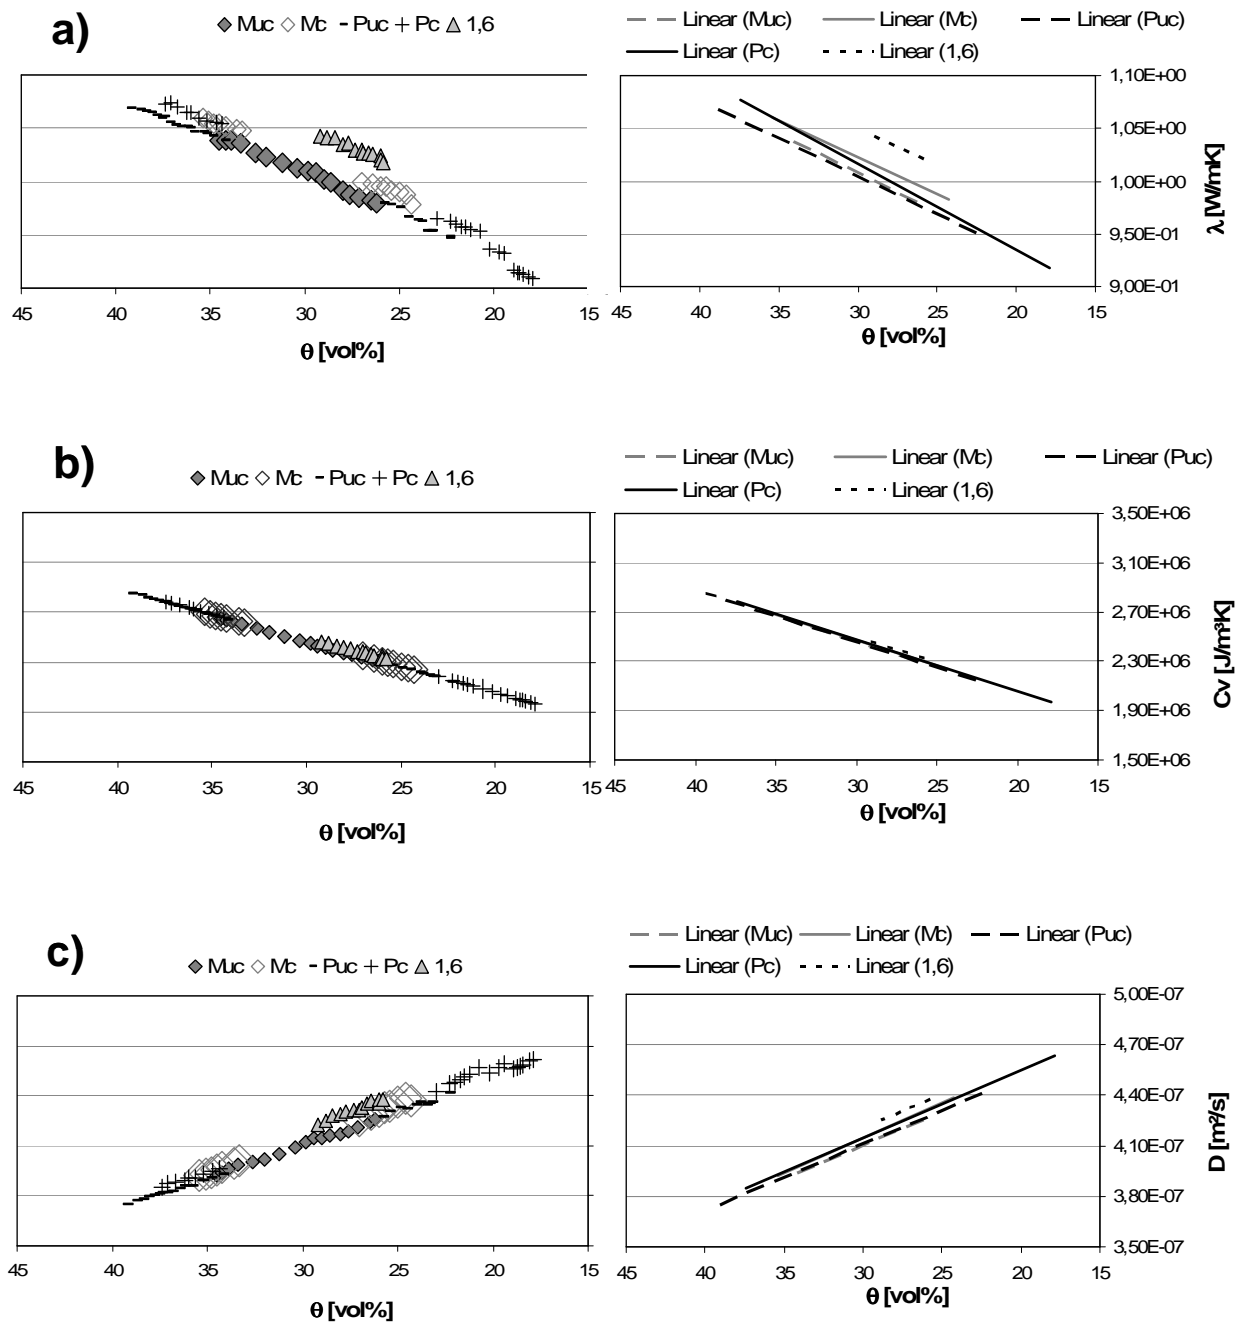 a)
Muc Mc Puc Pc 1,6
Linear (Muc) Linear (Mc) Linear (Puc)
Linear (Pc) Linear (1,6)
1,10E+00
1,05E+00
1,00E+00
9,50E-01
9,00E-01
λ [W/mK]
45 40 35 30 25 20 15
θ [vol%]
45 40 35 30 25 20 15
θ [vol%]
b)
Muc Mc Puc Pc 1,6
Linear (Muc) Linear (Mc) Linear (Puc)
Linear (Pc) Linear (1,6)
3,50E+06
3,10E+06
2,70E+06
2,30E+06
1,90E+06
1,50E+06
Cv [J/m³K]
45 40 35 30 25 20 15
θ [vol%]
45 40 35 30 25 20 15
θ [vol%]
c)
Muc Mc Puc Pc 1,6
Linear (Muc) Linear (Mc) Linear (Puc)
Linear (Pc) Linear (1,6)
5,00E-07
4,70E-07
4,40E-07
4,10E-07
3,80E-07
3,50E-07
D [m²/s]
45 40 35 30 25 20 15
θ [vol%]
45 40 35 30 25 20 15
θ [vol%]